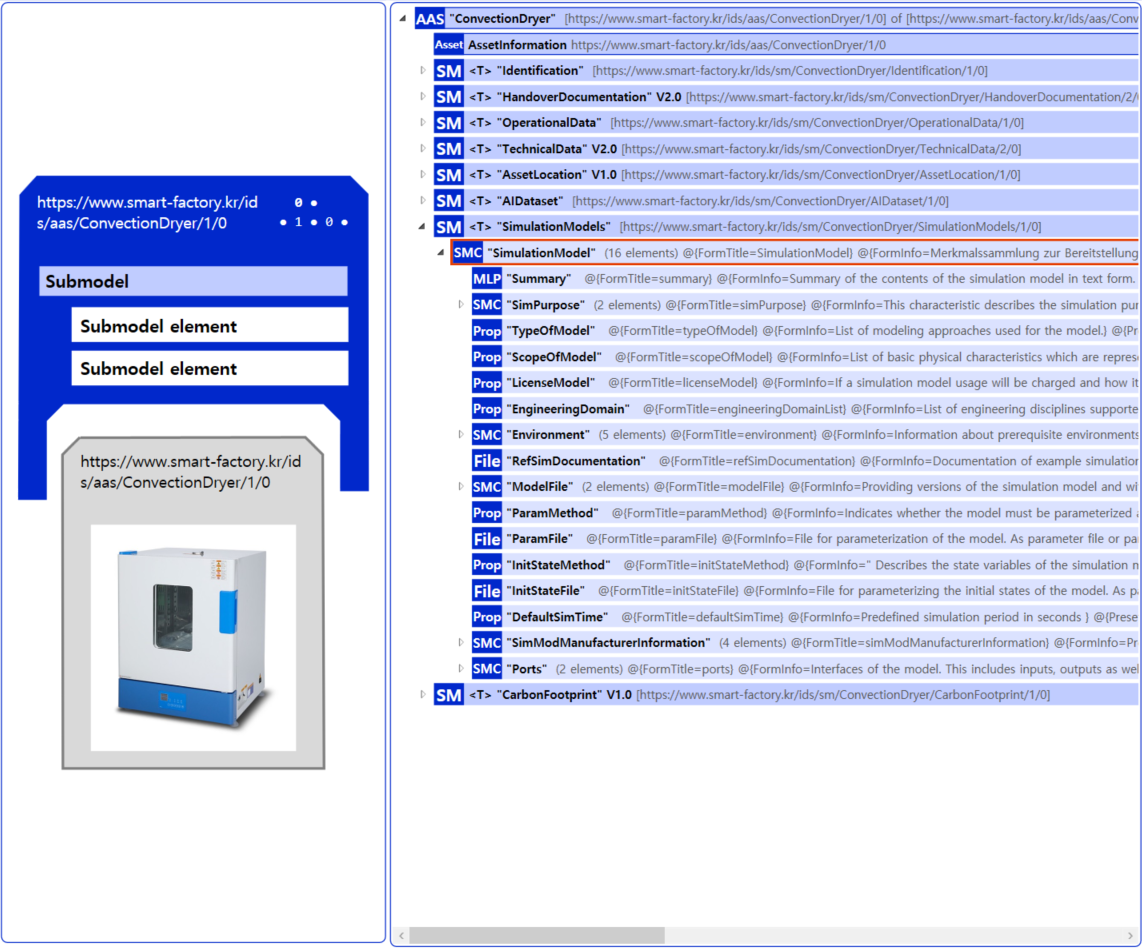 https://www.smart-factory.kr/id
s/aas/ConvectionDryer/1/0
0 ●
● 1 ● 0 ●
Submodel
Submodel element
Submodel element
https://www.smart-factory.kr/id
s/aas/ConvectionDryer/1/0
AAS "ConvectionDryer" [https://www.smart-factory.kr/ids/aas/ConvectionDryer/1/0] of [https://www.smart-factory.kr/ids/aas/Conv
Asset AssetInformation https://www.smart-factory.kr/ids/aas/ConvectionDryer/1/0
SM <T> "Identification" [https://www.smart-factory.kr/ids/sm/ConvectionDryer/Identification/1/0]
SM <T> "HandoverDocumentation" V2.0 [https://www.smart-factory.kr/ids/sm/ConvectionDryer/HandoverDocumentation/2/
SM <T> "OperationalData" [https://www.smart-factory.kr/ids/sm/ConvectionDryer/OperationalData/1/0]
SM <T> "TechnicalData" V2.0 [https://www.smart-factory.kr/ids/sm/ConvectionDryer/TechnicalData/2/0]
SM <T> "AssetLocation" V1.0 [https://www.smart-factory.kr/ids/sm/ConvectionDryer/AssetLocation/1/0]
SM <T> "AIDataset" [https://www.smart-factory.kr/ids/sm/ConvectionDryer/AIDataset/1/0]
SM <T> "SimulationModels" [https://www.smart-factory.kr/ids/sm/ConvectionDryer/SimulationModels/1/0]
SMC "SimulationModel" (16 elements) @{FormTitle=SimulationModel} @{FormInfo=Merkmalssammlung zur Bereitstellung
MLP "Summary" @{FormTitle=summary} @{FormInfo=Summary of the contents of the simulation model in text form.
SMC "SimPurpose" (2 elements) @{FormTitle=simPurpose} @{FormInfo=This characteristic describes the simulation pur
Prop "TypeOfModel" @{FormTitle=typeOfModel} @{FormInfo=List of modeling approaches used for the model.} @{Pr
Prop "ScopeOfModel" @{FormTitle=scopeOfModel} @{FormInfo=List of basic physical characteristics which are repres
Prop "LicenseModel" @{FormTitle=licenseModel} @{FormInfo=If a simulation model usage will be charged and how it
Prop "EngineeringDomain" @{FormTitle=engineeringDomainList} @{FormInfo=List of engineering disciplines supporte
SMC "Environment" (5 elements) @{FormTitle=environment} @{FormInfo=Information about prerequisite environments
File "RefSimDocumentation" @{FormTitle=refSimDocumentation} @{FormInfo=Documentation of example simulation
SMC "ModelFile" (2 elements) @{FormTitle=modelFile} @{FormInfo=Providing versions of the simulation model and wi
Prop "ParamMethod" @{FormTitle=paramMethod} @{FormInfo=Indicates whether the model must be parameterized
File "ParamFile" @{FormTitle=paramFile} @{FormInfo=File for parameterization of the model. As parameter file or pa
Prop "InitStateMethod" @{FormTitle=initStateMethod} @{FormInfo=" Describes the state variables of the simulation
File "InitStateFile" @{FormTitle=initStateFile} @{FormInfo=File for parameterizing the initial states of the model. As p
Prop "DefaultSimTime" @{FormTitle=defaultSimTime} @{FormInfo=Predefined simulation period in seconds } @{Prese
SMC "SimModManufacturerInformation" (4 elements) @{FormTitle=simModManufacturerInformation} @{FormInfo=Pr
SMC "Ports" (2 elements) @{FormTitle=ports} @{FormInfo=Interfaces of the model. This includes inputs, outputs as wel
SM <T> "CarbonFootprint" V1.0 [https://www.smart-factory.kr/ids/sm/ConvectionDryer/CarbonFootprint/1/0]